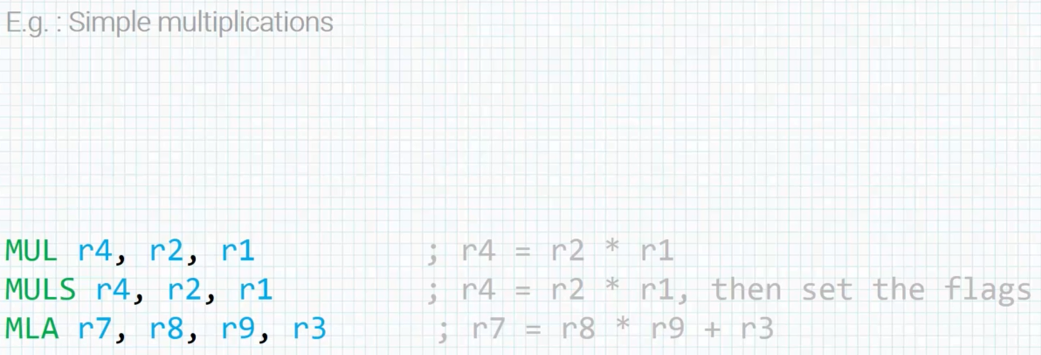 E.g. : Simple multiplications
MUL r4, r2, r1 ; r4 = r2 * r1
MULS r4, r2, r1 ; r4 = r2 * r1, then set the flags
MLA r7, r8, r9, r3 ; r7 = r8 * r9 + r3